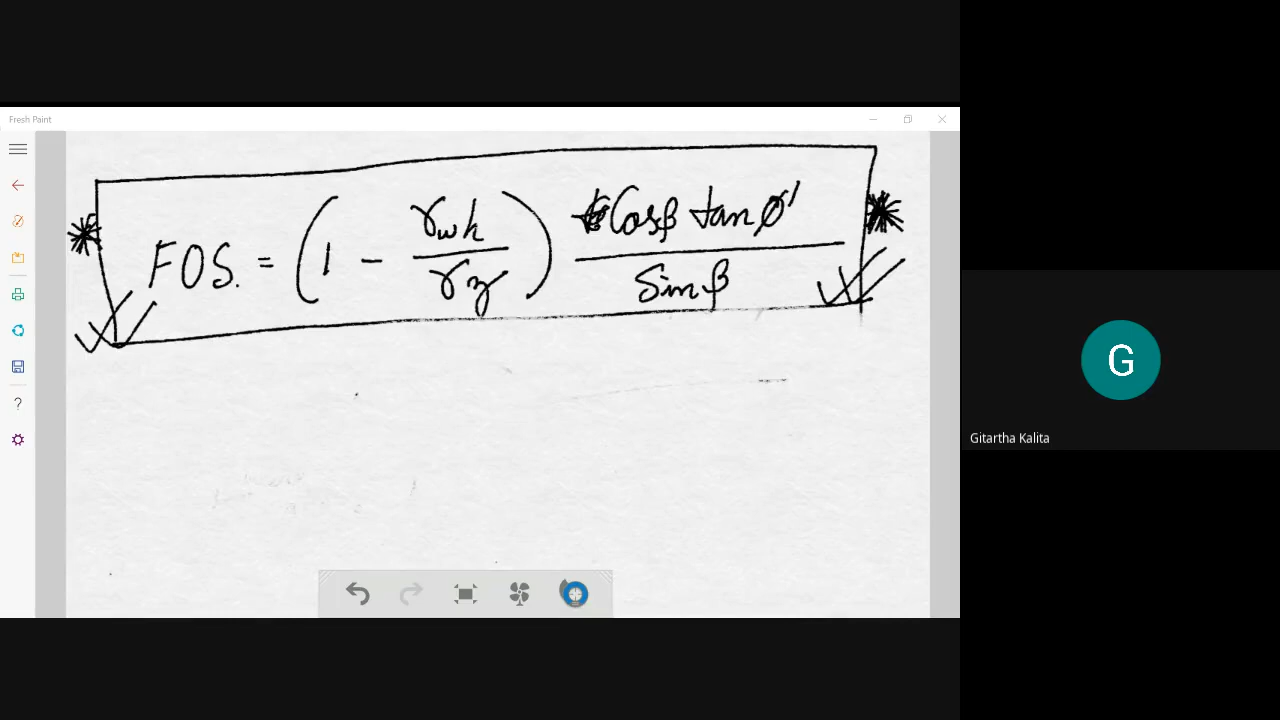 Fresh Paint
FOS. = (1 - γwh / γz) Cosβ tanφ' / Sinβ
?
G
Gitartha Kalita